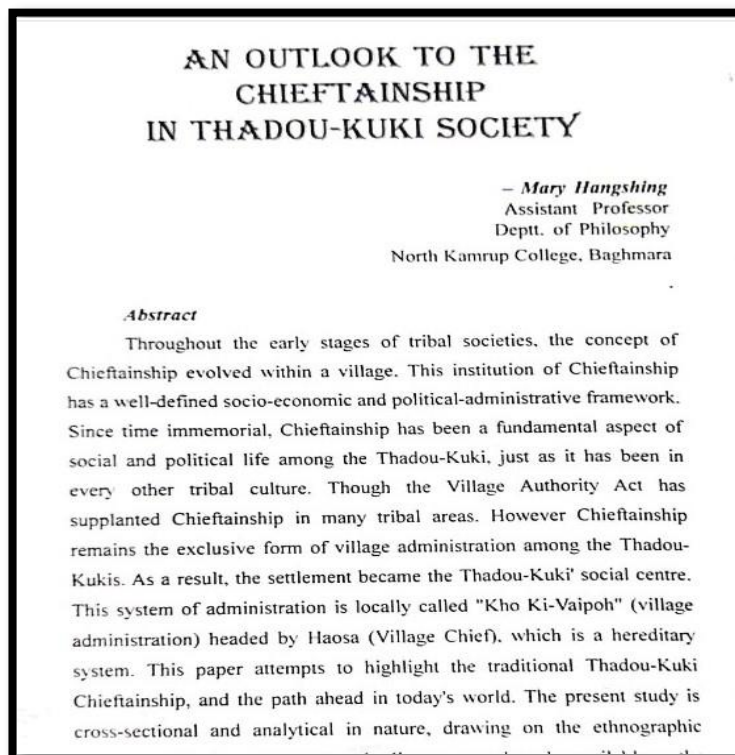 AN OUTLOOK TO THE
CHIEFTAINSHIP
IN THADOU-KUKI SOCIETY
– Mary Hangshing
Assistant Professor
Deptt. of Philosophy
North Kamrup College, Baghmara
Abstract
Throughout the early stages of tribal societies, the concept of
Chieftainship evolved within a village. This institution of Chieftainship
has a well-defined socio-economic and political-administrative framework.
Since time immemorial, Chieftainship has been a fundamental aspect of
social and political life among the Thadou-Kuki, just as it has been in
every other tribal culture. Though the Village Authority Act has
supplanted Chieftainship in many tribal areas. However Chieftainship
remains the exclusive form of village administration among the Thadou-
Kukis. As a result, the settlement became the Thadou-Kuki' social centre.
This system of administration is locally called "Kho Ki-Vaipoh" (village
administration) headed by Haosa (Village Chief), which is a hereditary
system. This paper attempts to highlight the traditional Thadou-Kuki
Chieftainship, and the path ahead in today's world. The present study is
cross-sectional and analytical in nature, drawing on the ethnographic